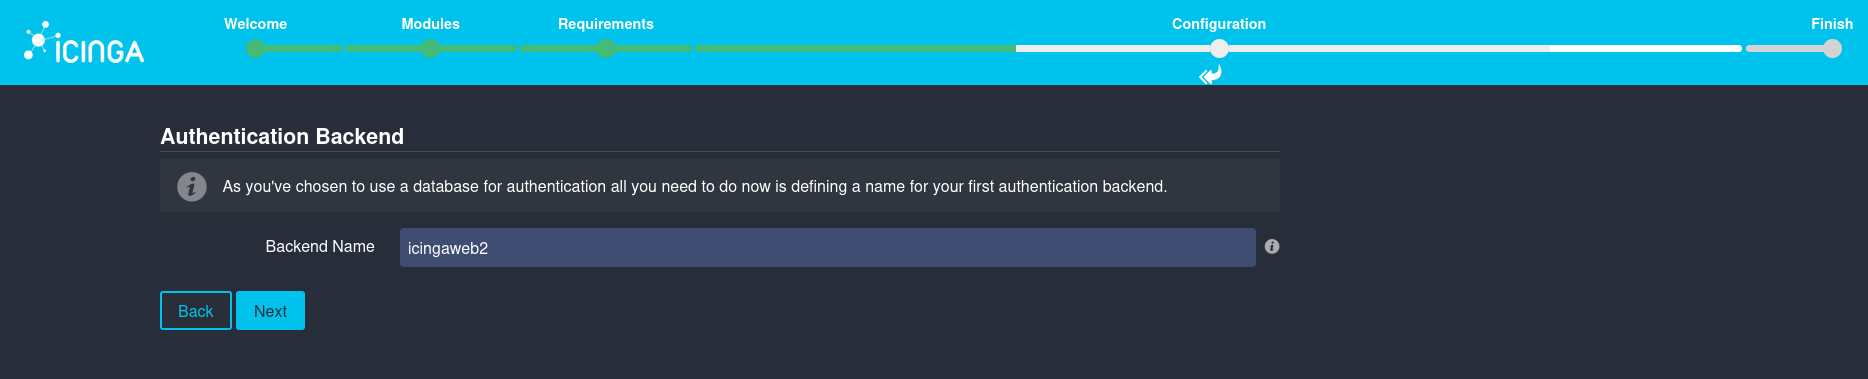 Welcome Modules Requirements Configuration Finish
ICINGA
Authentication Backend
As you've chosen to use a database for authentication all you need to do now is defining a name for your first authentication backend.
Backend Name icingaweb2
Back Next